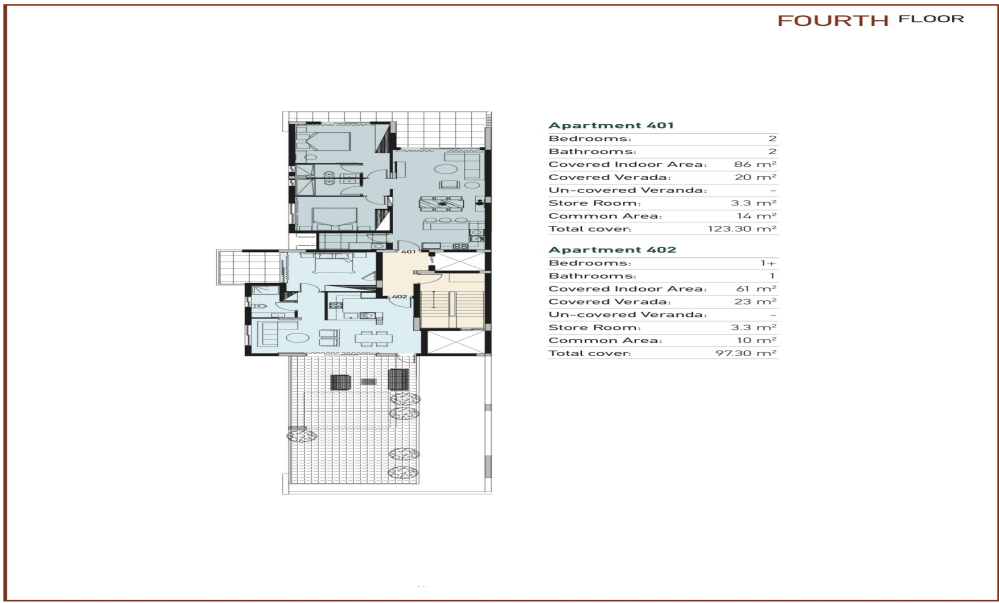 FOURTH FLOOR
Apartment 401
Bedrooms: 2
Bathrooms: 2
Covered Indoor Area: 86 m²
Covered Verada: 20 m²
Un-covered Veranda: -
Store Room: 3.3 m²
Common Area: 14 m²
Total cover: 123.30 m²
Apartment 402
Bedrooms: 1+
Bathrooms: 1
Covered Indoor Area: 61 m²
Covered Verada: 23 m²
Un-covered Veranda: -
Store Room: 3.3 m²
Common Area: 10 m²
Total cover: 97.30 m²
401
402